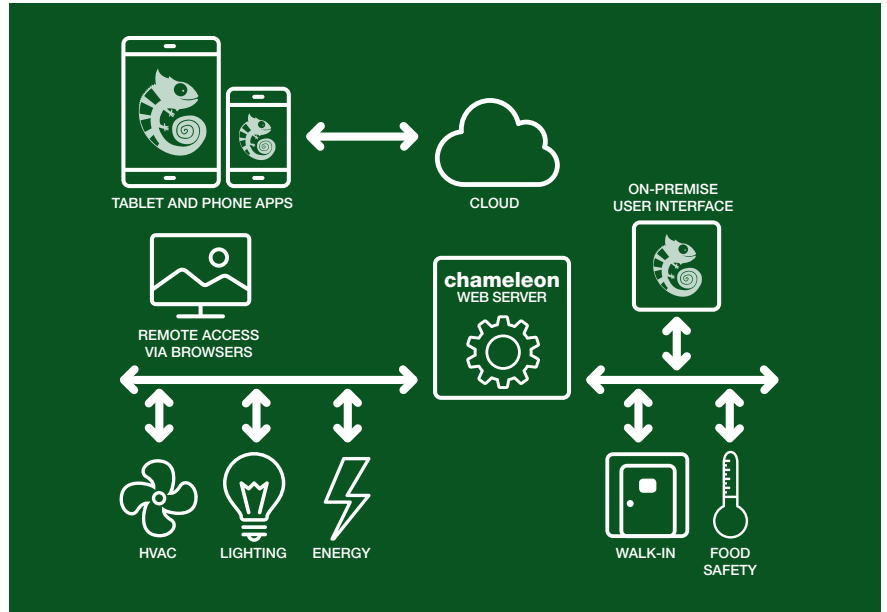 TABLET AND PHONE APPS
CLOUD
ON-PREMISE
USER INTERFACE
chameleon
WEB SERVER
REMOTE ACCESS
VIA BROWSERS
HVAC
LIGHTING
ENERGY
WALK-IN
FOOD
SAFETY